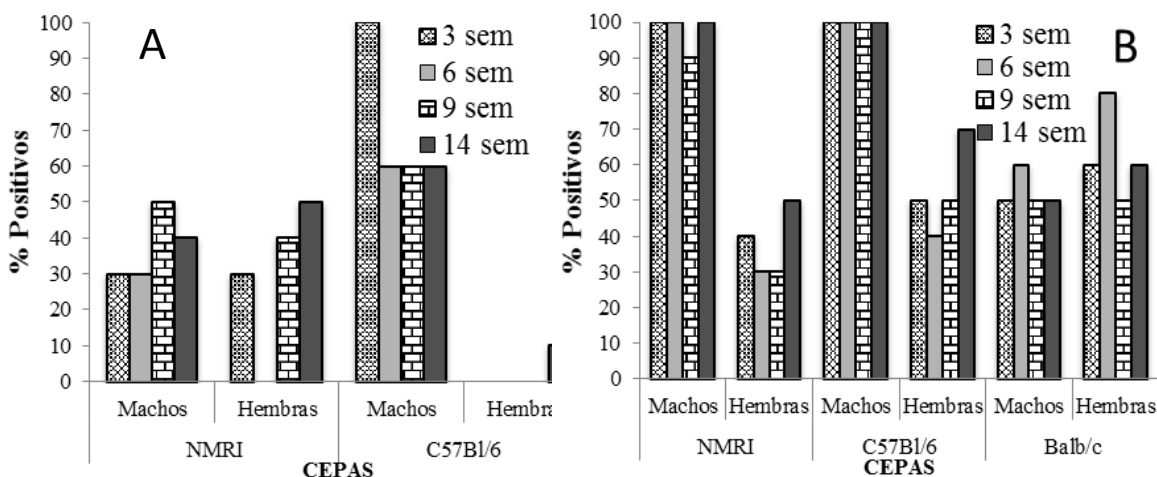 A
3 sem
6 sem
9 sem
14 sem
% Positivos
100
90
80
70
60
50
40
30
20
10
0
Machos Hembras Machos Hembra
NMRI C57Bl/6
CEPAS
B
3 sem
6 sem
9 sem
14 sem
% Positivos
100
90
80
70
60
50
40
30
20
10
0
Machos Hembras Machos Hembras Machos Hembras
NMRI C57Bl/6 Balb/c
CEPAS